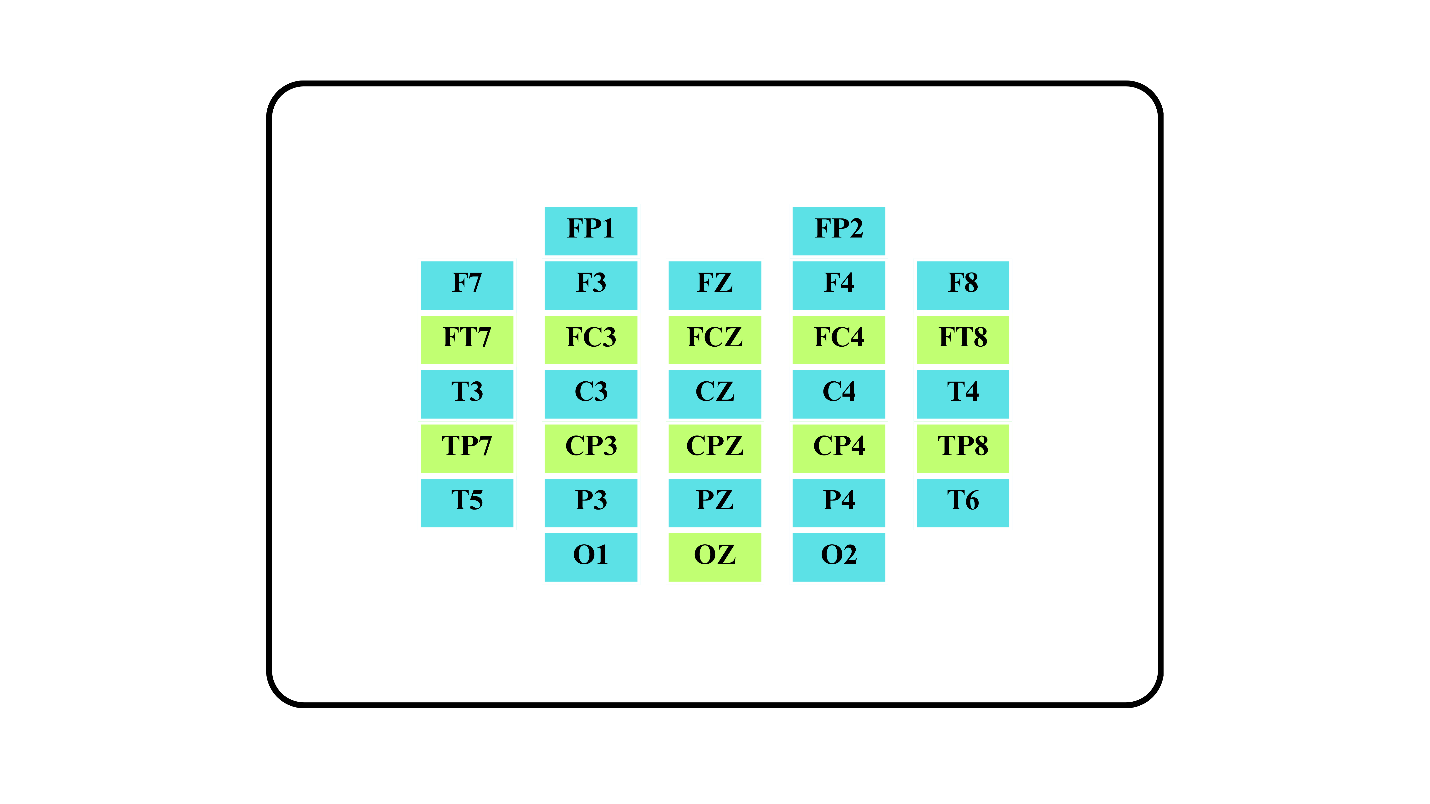 FP1 FP2
F7 F3 FZ F4 F8
FT7 FC3 FCZ FC4 FT8
T3 C3 CZ C4 T4
TP7 CP3 CPZ CP4 TP8
T5 P3 PZ P4 T6
O1 OZ O2